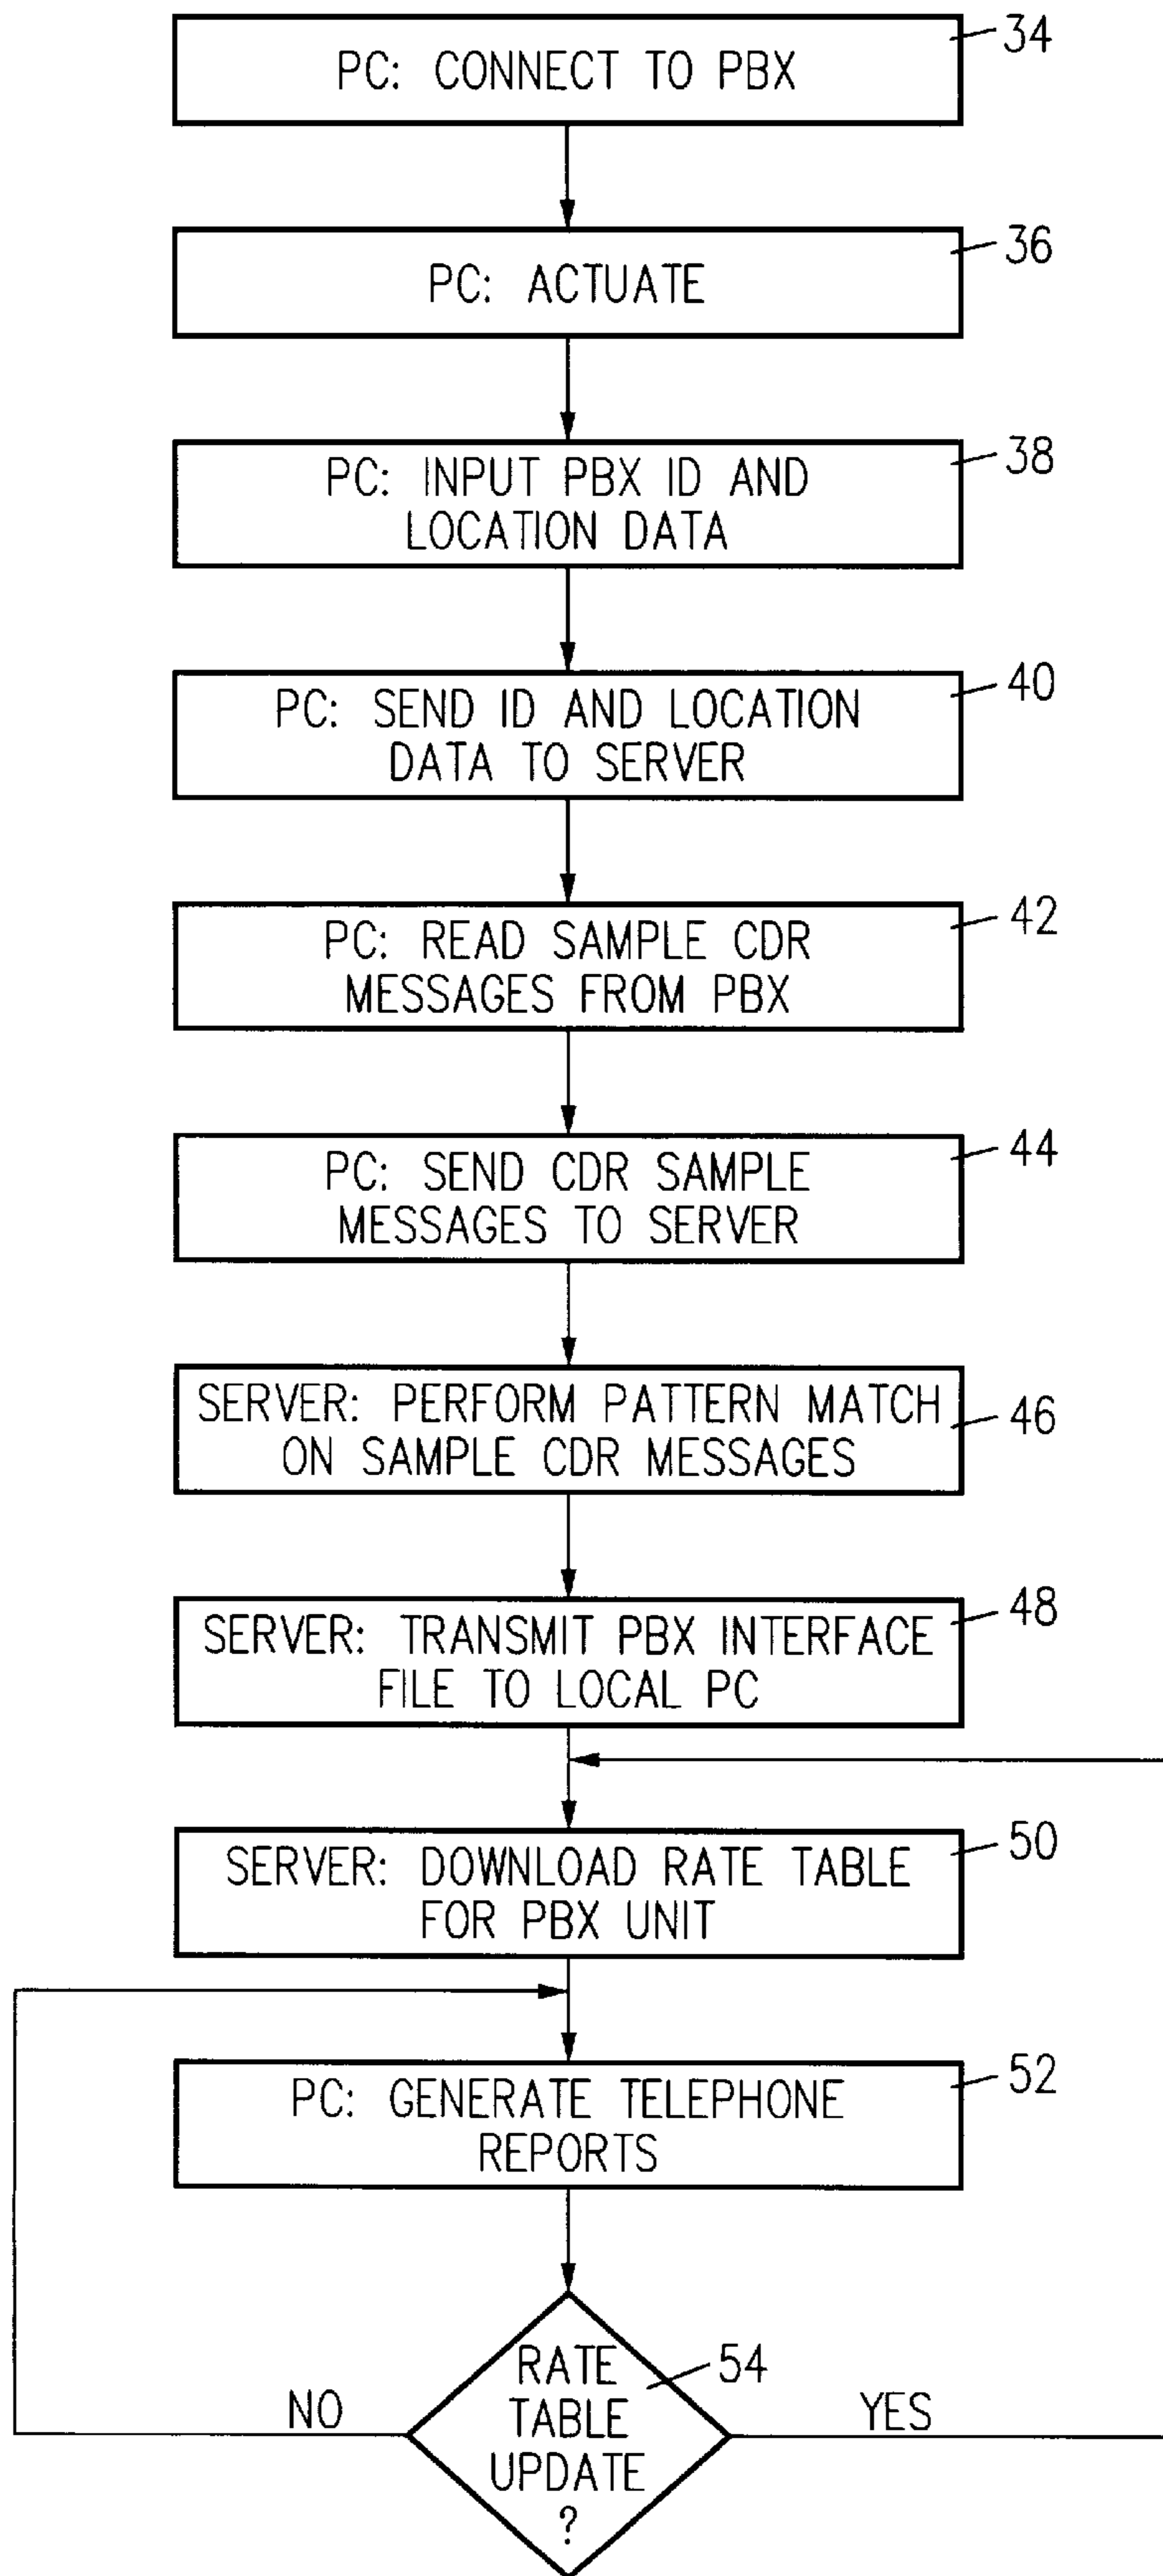 PC: CONNECT TO PBX
34
PC: ACTUATE
36
PC: INPUT PBX ID AND
LOCATION DATA
38
PC: SEND ID AND LOCATION
DATA TO SERVER
40
PC: READ SAMPLE CDR
MESSAGES FROM PBX
42
PC: SEND CDR SAMPLE
MESSAGES TO SERVER
44
SERVER: PERFORM PATTERN MATCH
ON SAMPLE CDR MESSAGES
46
SERVER: TRANSMIT PBX INTERFACE
FILE TO LOCAL PC
48
SERVER: DOWNLOAD RATE TABLE
FOR PBX UNIT
50
PC: GENERATE TELEPHONE
REPORTS
52
RATE
TABLE
UPDATE
?
54
NO
YES